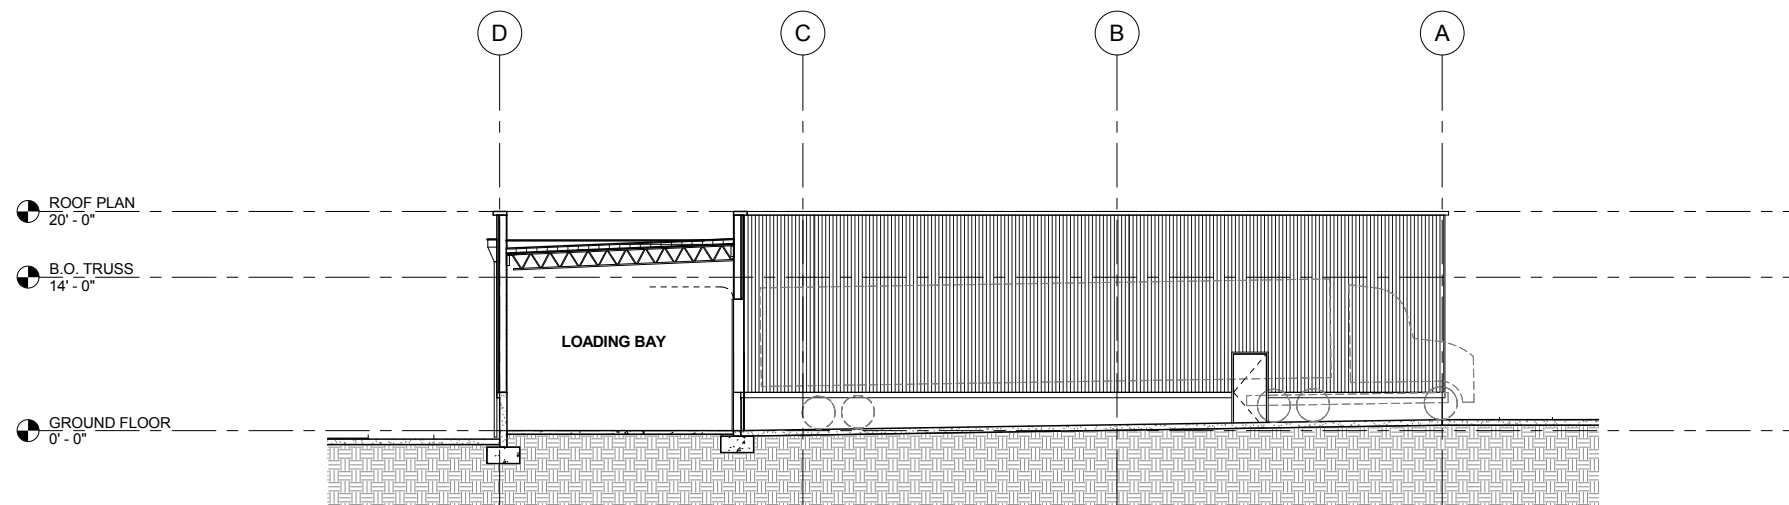 D
C
B
A
ROOF PLAN
20' - 0"
B.O. TRUSS
14' - 0"
LOADING BAY
GROUND FLOOR
0' - 0"